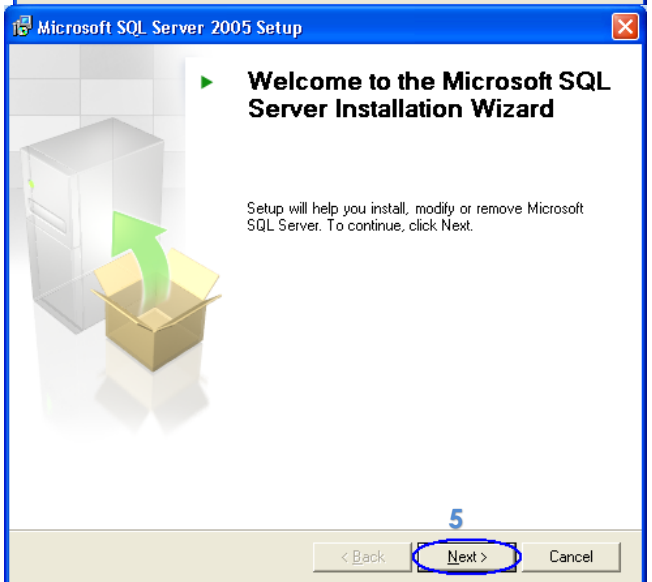 Microsoft SQL Server 2005 Setup
Welcome to the Microsoft SQL
Server Installation Wizard
Setup will help you install, modify or remove Microsoft
SQL Server. To continue, click Next.
5
< Back Next > Cancel